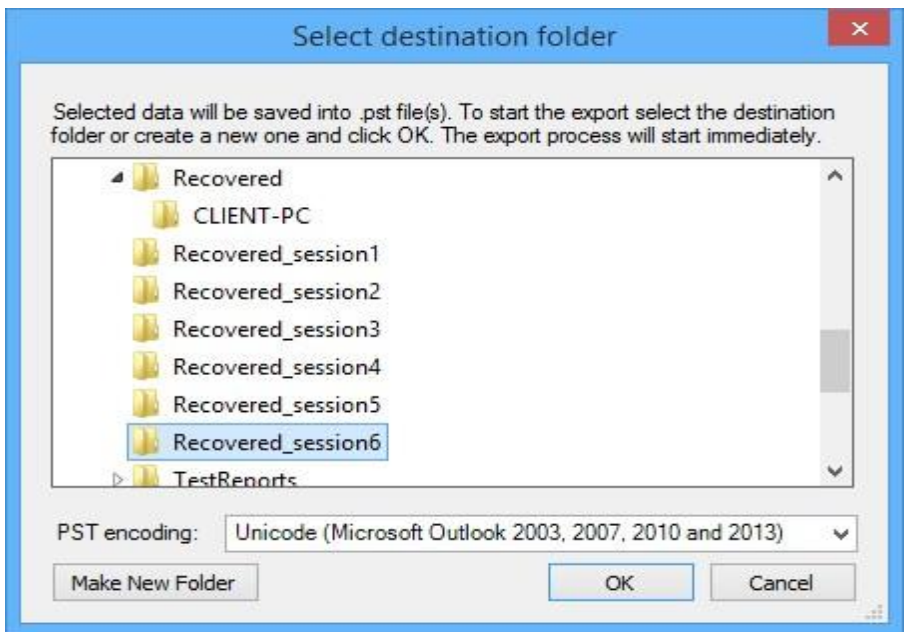 Select destination folder
Selected data will be saved into .pst file(s). To start the export select the destination
folder or create a new one and click OK. The export process will start immediately.
Recovered
CLIENT-PC
Recovered_session1
Recovered_session2
Recovered_session3
Recovered_session4
Recovered_session5
Recovered_session6
TestReports
PST encoding: Unicode (Microsoft Outlook 2003, 2007, 2010 and 2013)
Make New Folder OK Cancel